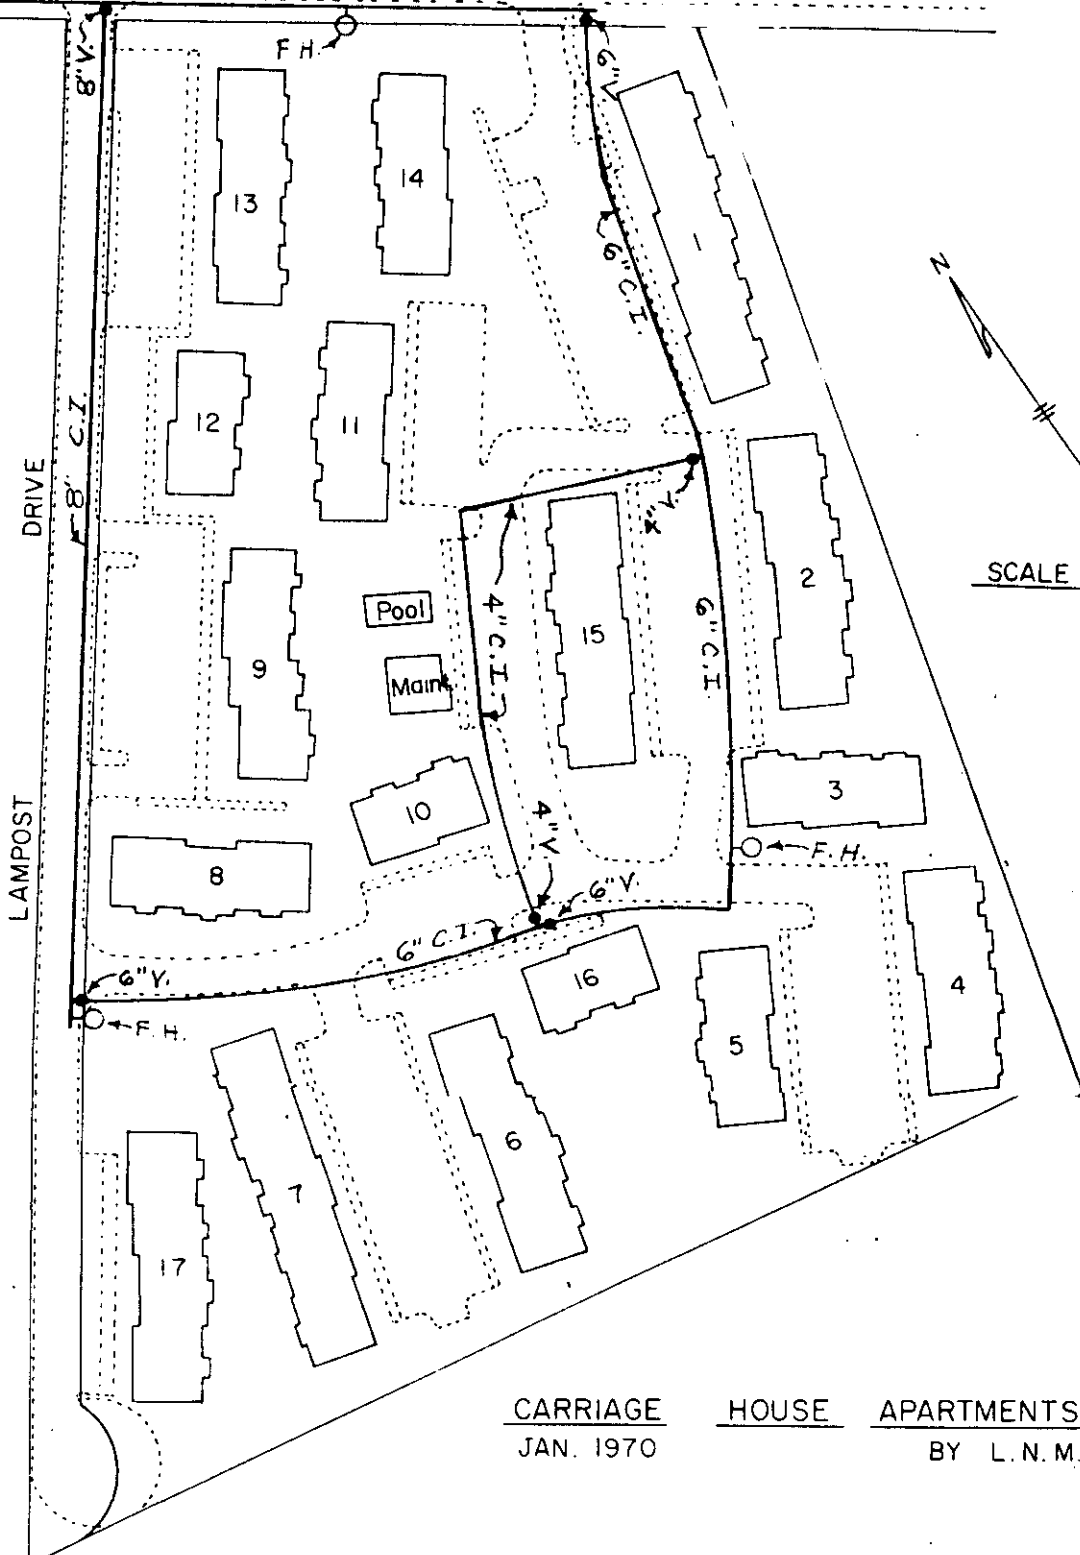 8"V.
F H.
6"V.
13
14
1
6" C.I.
N
12
11
8" C.I.
DRIVE
4"V.
SCALE
2
Pool
4" C.I.
15
6" C.I.
9
Maint.
3
10
4"V.
LAMPOST
8
F. H.
6"V.
6" C.I.
16
4
6"V.
F. H.
5
6
7
17
CARRIAGE HOUSE APARTMENTS
JAN. 1970 BY L.N.M.